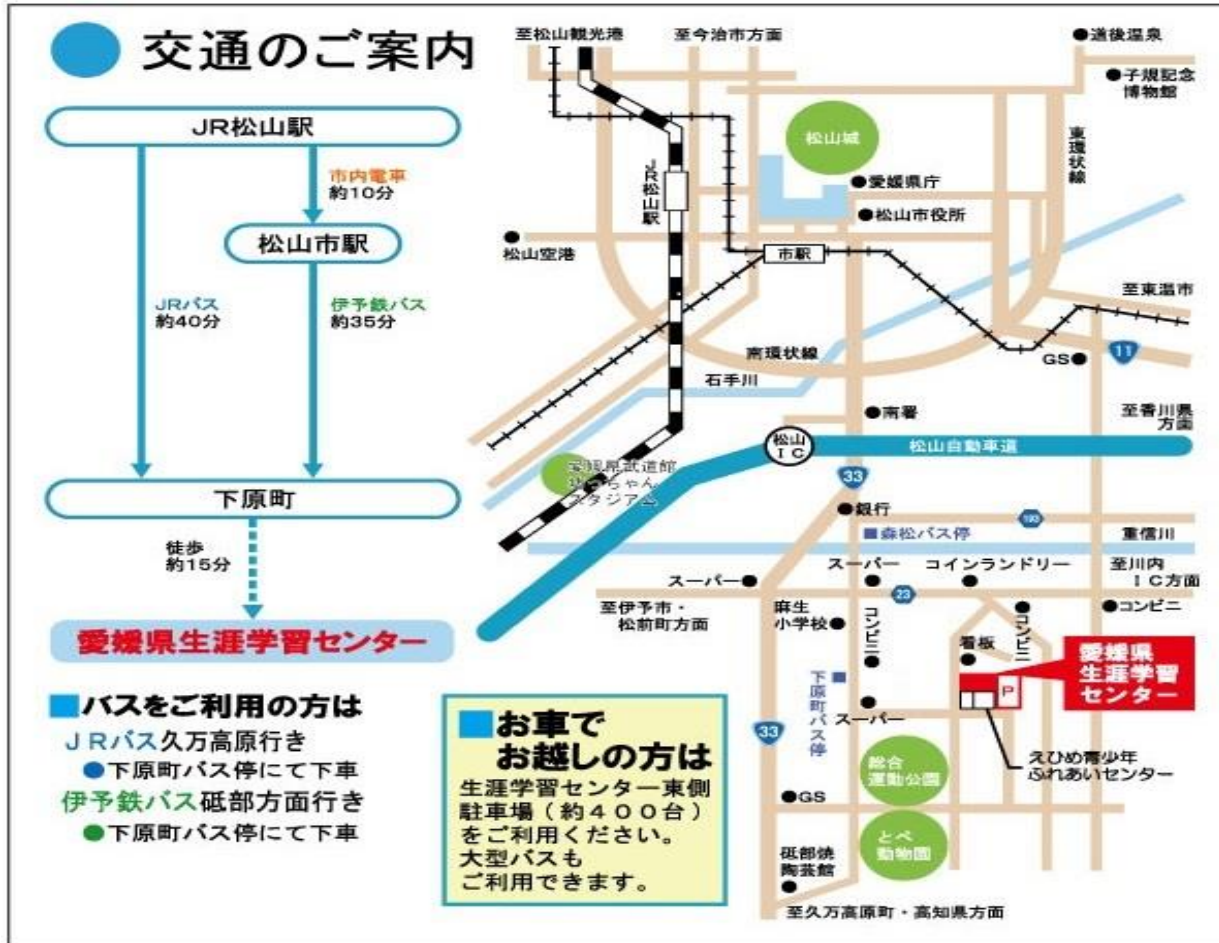 交通のご案内
JR松山駅
市内電車
約10分
松山市駅
JRバス
約40分
伊予鉄バス
約35分
下原町
徒歩
約15分
愛媛県生涯学習センター
■バスをご利用の方は
JRバス久万高原行き
●下原町バス停にて下車
伊予鉄バス砥部方面行き
●下原町バス停にて下車
■お車で
お越しの方は
生涯学習センター東側
駐車場(約400台)
をご利用ください。
大型バスも
ご利用できます。
至松山観光港
至今治市方面
●道後温泉
●子規記念
博物館
松山城
東環状線
JR松山駅
●愛媛県庁
●松山市役所
松山空港
市駅
至東温市
南環状線
GS●
11
石手川
●南署
至香川県
方面
松山
IC
松山自動車道
愛媛県武道館
坊っちゃん
スタジアム
33
●銀行
193
■森松バス停
重信川
スーパー●
スーパー
コインランドリー
至川内
IC方面
23
至伊予市・
松前町方面
麻生
小学校●
コンビニ
コンビニ
●コンビニ
看板
愛媛県
生涯学習
センター
P
下原町バス停
スーパー
33
総合
運動公園
えひめ青少年
ふれあいセンター
●GS
とべ
動物園
砥部焼
陶芸館
至久万高原町・高知県方面